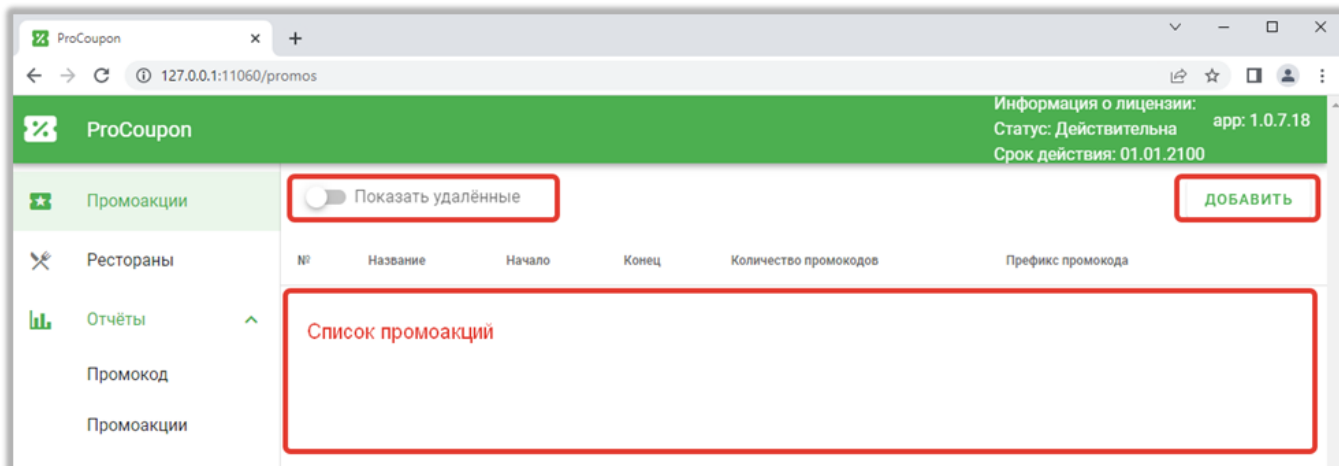 ProCoupon
127.0.0.1:11060/promos
ProCoupon
Информация о лицензии:
Статус: Действительна
Срок действия: 01.01.2100
app: 1.0.7.18
Промоакции
Показать удалённые
ДОБАВИТЬ
Рестораны
№ Название Начало Конец Количество промокодов Префикс промокода
Отчёты
Список промоакций
Промокод
Промоакции